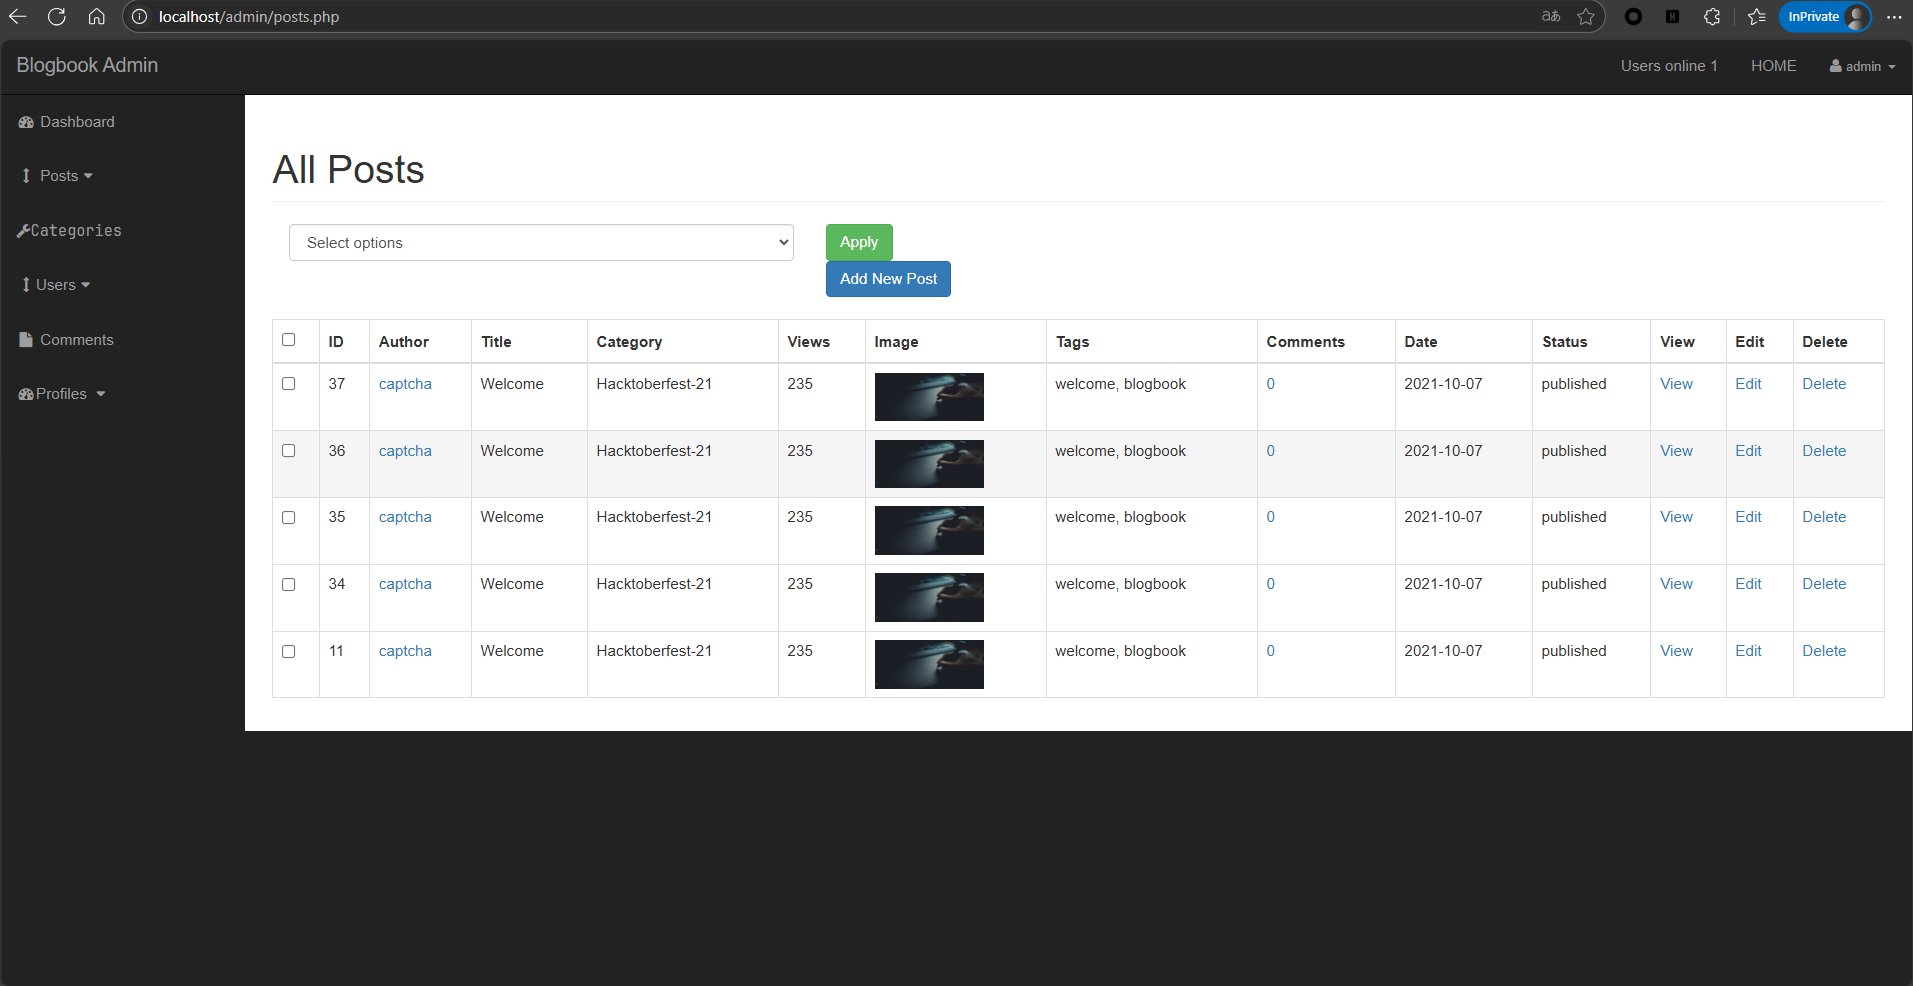 localhost/admin/posts.php
aあ
H
InPrivate
Blogbook Admin
Users online 1
HOME
admin
Dashboard
Posts
Categories
Users
Comments
Profiles
All Posts
Select options
Apply
Add New Post
ID Author Title Category Views Image Tags Comments Date Status View Edit Delete
37 captcha Welcome Hacktoberfest-21 235 welcome, blogbook 0 2021-10-07 published View Edit Delete
36 captcha Welcome Hacktoberfest-21 235 welcome, blogbook 0 2021-10-07 published View Edit Delete
35 captcha Welcome Hacktoberfest-21 235 welcome, blogbook 0 2021-10-07 published View Edit Delete
34 captcha Welcome Hacktoberfest-21 235 welcome, blogbook 0 2021-10-07 published View Edit Delete
11 captcha Welcome Hacktoberfest-21 235 welcome, blogbook 0 2021-10-07 published View Edit Delete